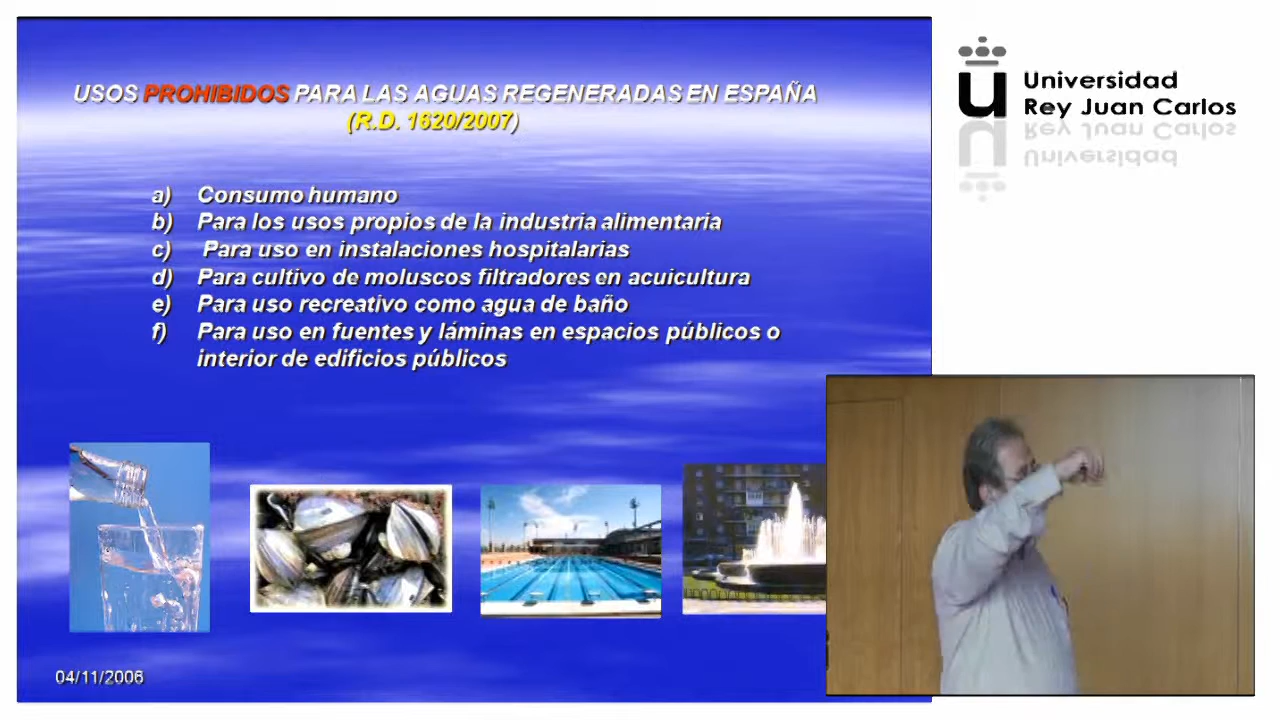 USOS PROHIBIDOS PARA LAS AGUAS REGENERADAS EN ESPAÑA
(R.D. 1620/2007)
a) Consumo humano
b) Para los usos propios de la industria alimentaria
c) Para uso en instalaciones hospitalarias
d) Para cultivo de moluscos filtradores en acuicultura
e) Para uso recreativo como agua de baño
f) Para uso en fuentes y láminas en espacios públicos o
interior de edificios públicos
04/11/2006
u
Universidad
Rey Juan Carlos